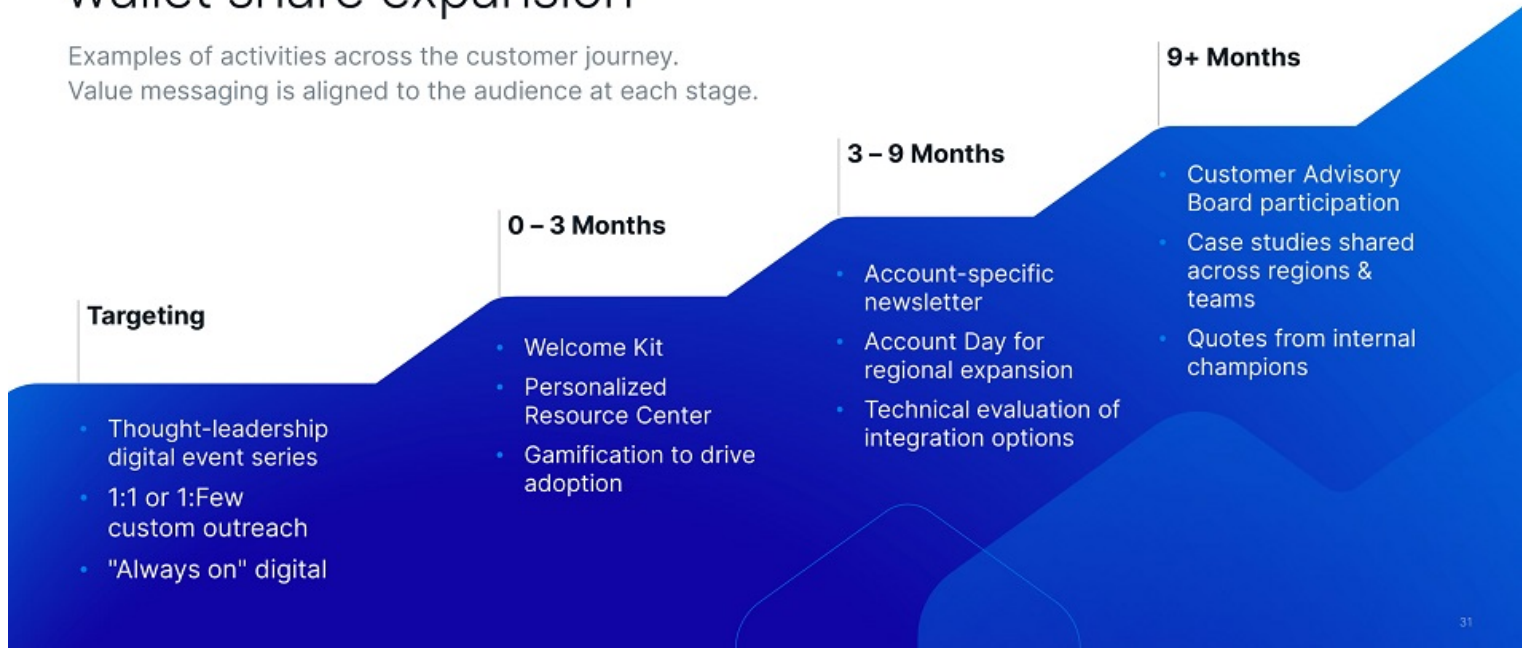 wallet share expansion
Examples of activities across the customer journey.
Value messaging is aligned to the audience at each stage.
Targeting
• Thought-leadership
digital event series
• 1:1 or 1:Few
custom outreach
• "Always on" digital
0 – 3 Months
• Welcome Kit
• Personalized
Resource Center
• Gamification to drive
adoption
3 – 9 Months
• Account-specific
newsletter
• Account Day for
regional expansion
• Technical evaluation of
integration options
9+ Months
• Customer Advisory
Board participation
• Case studies shared
across regions &
teams
• Quotes from internal
champions
31